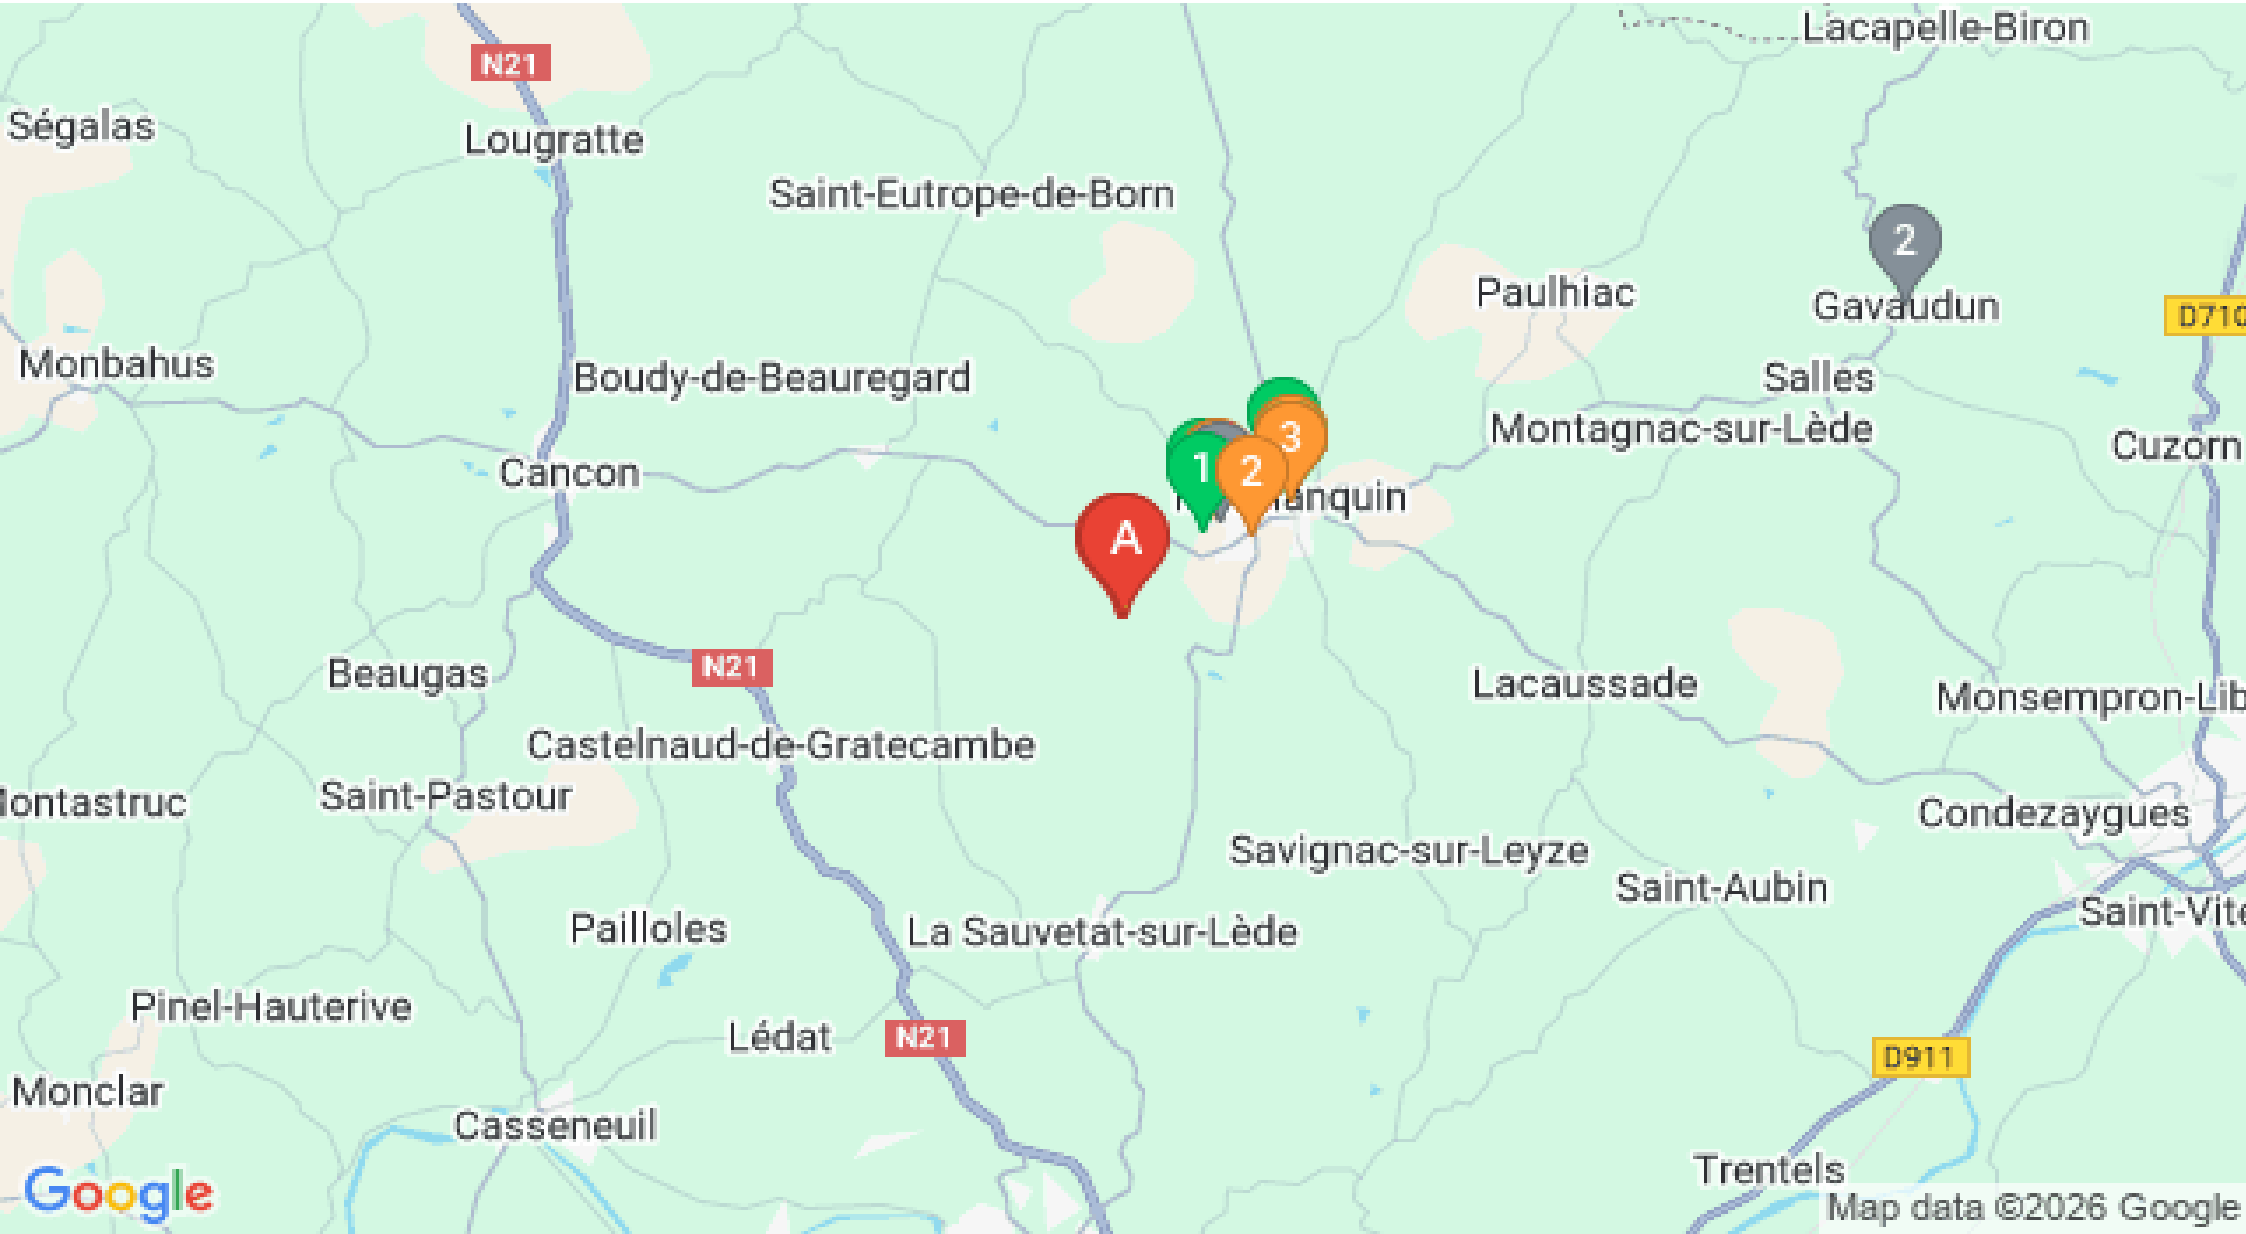 Lacapelle-Biron
N21
Ségalas
Lougratte
Saint-Eutrope-de-Born
2
Paulhiac
Gavaudun
D710
Monbahus
Boudy-de-Beauregard
Salles
Montagnac-sur-Lède
3
Cuzorn
Cancon
1
2
anquin
A
Beaugas
N21
Lacaussade
Monsempron-Lib
Castelnaud-de-Gratecambe
Saint-Pastour
ontastruc
Condezaygues
Savignac-sur-Leyze
Saint-Aubin
Saint-Vite
Pailloles
La Sauvetat-sur-Lède
Pinel-Hauterive
Lédat
N21
D911
Monclar
Casseneuil
Trentels
Google
Map data ©2026 Google